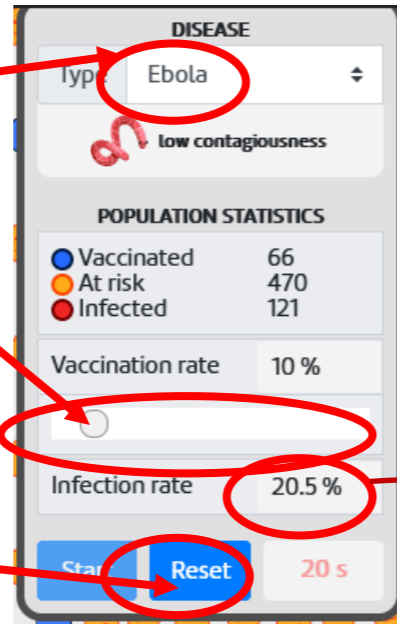 DISEASE
Type Ebola
low contagiousness
POPULATION STATISTICS
Vaccinated 66
At risk 470
Infected 121
Vaccination rate 10 %
Infection rate 20.5 %
Start Reset 20 s